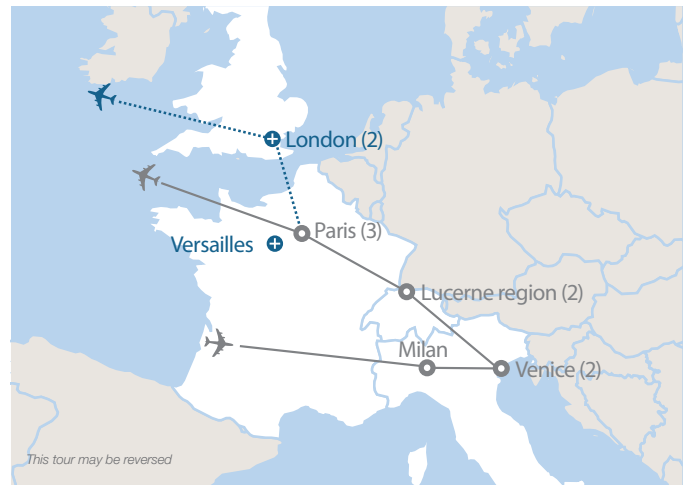 London (2)
Paris (3)
Versailles
Lucerne region (2)
Milan
Venice (2)
This tour may be reversed